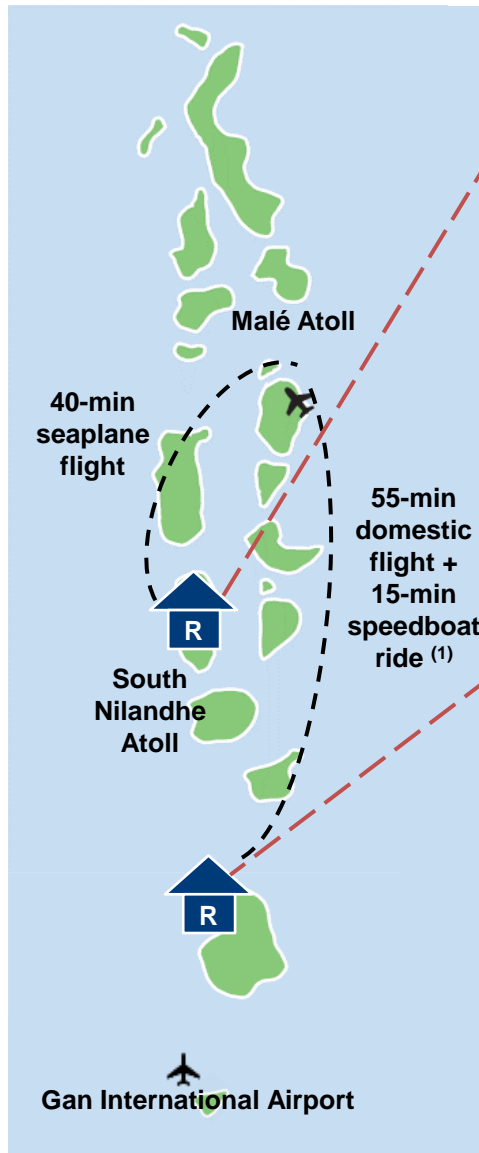 Malé Atoll
40-min
seaplane
flight
55-min
domestic
flight +
15-min
speedboat
ride (1)
R
South
Nilandhe
Atoll
R
Gan International Airport